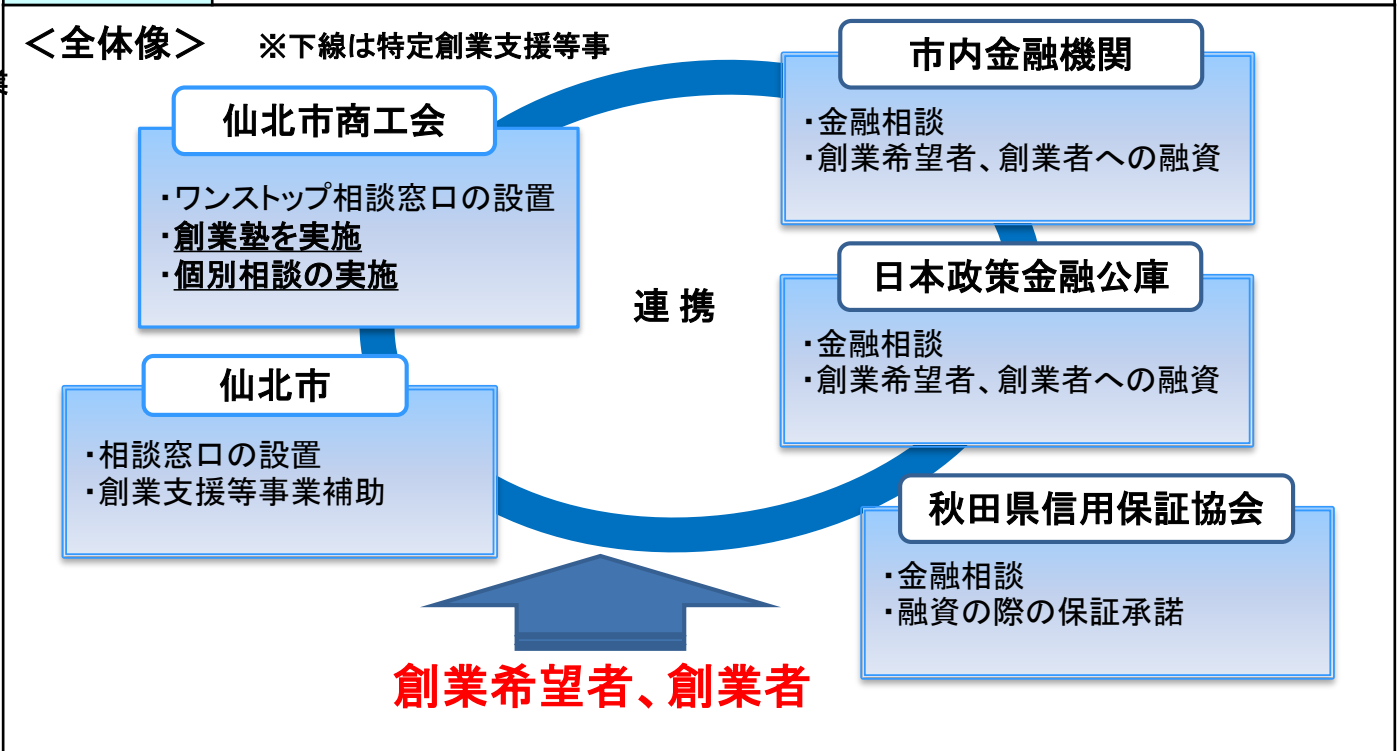 ＜全体像＞ ※下線は特定創業支援等事
業
仙北市商工会
・ワンストップ相談窓口の設置
・創業塾を実施
・個別相談の実施
仙北市
・相談窓口の設置
・創業支援等事業補助
連 携
市内金融機関
・金融相談
・創業希望者、創業者への融資
日本政策金融公庫
・金融相談
・創業希望者、創業者への融資
秋田県信用保証協会
・金融相談
・融資の際の保証承諾
創業希望者、創業者